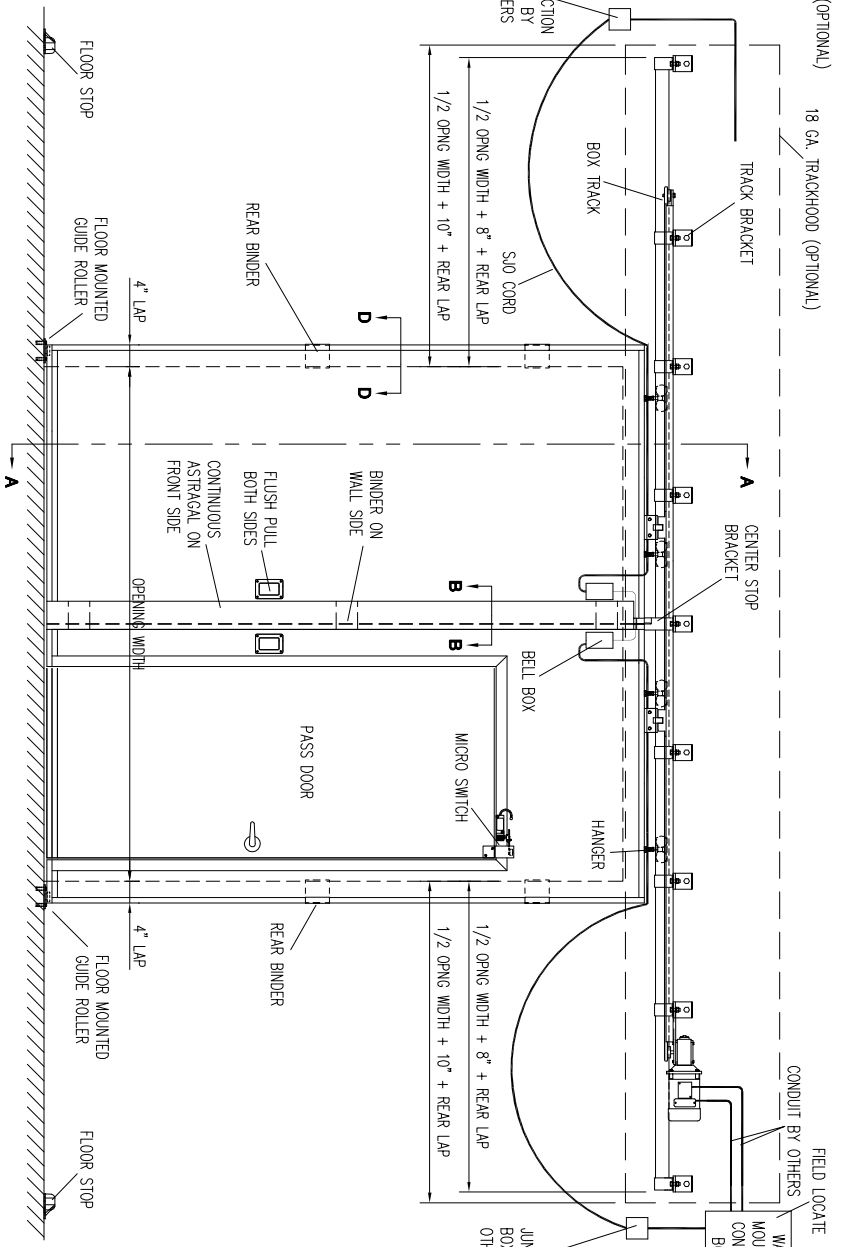 (OPTIONAL)
18 GA. TRACKHOOD (OPTIONAL)
TRACK BRACKET
BOX TRACK
SJO CORD
BY
1/2 OPNG WIDTH + 8" + REAR LAP
1/2 OPNG WIDTH + 10" + REAR LAP
FLOOR STOP
FLOOR MOUNTED
GUIDE ROLLER
REAR BINDER
4" LAP
D
D
A
A
CENTER STOP
BRACKET
BINDER ON
WALL SIDE
FLUSH PULL
BOTH SIDES
CONTINUOUS
ASTRAGAL ON
FRONT SIDE
OPENING WIDTH
B
B
BELL BOX
MICRO SWITCH
PASS DOOR
HANGER
REAR BINDER
4" LAP
FLOOR MOUNTED
GUIDE ROLLER
1/2 OPNG WIDTH + 8" + REAR LAP
1/2 OPNG WIDTH + 10" + REAR LAP
FLOOR STOP
CONDUIT BY OTHERS
FIELD LOCATE